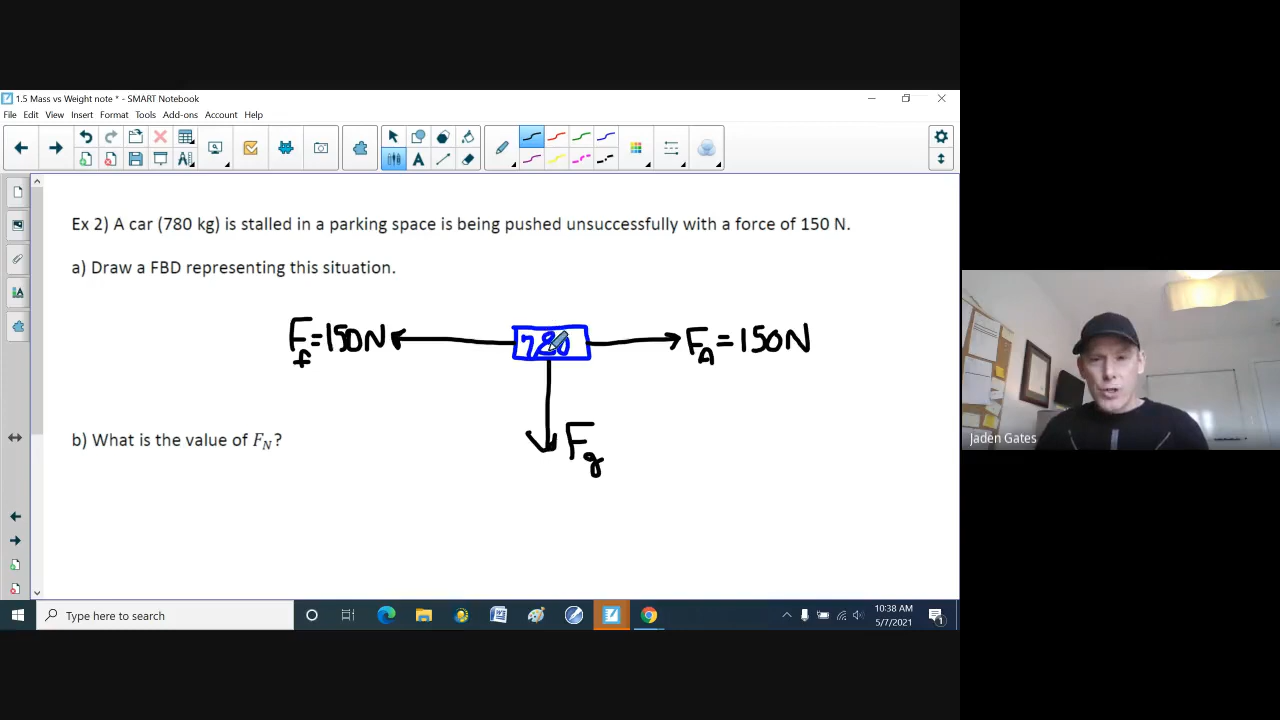 1.5 Mass vs Weight note * - SMART Notebook
File Edit View Insert Format Tools Add-ons Account Help
Ex 2) A car (780 kg) is stalled in a parking space is being pushed unsuccessfully with a force of 150 N.
a) Draw a FBD representing this situation.
Ff=150N 780 FA=150N
b) What is the value of FN?
Fg
Jaden Gates
Type here to search
10:38 AM
5/7/2021
1